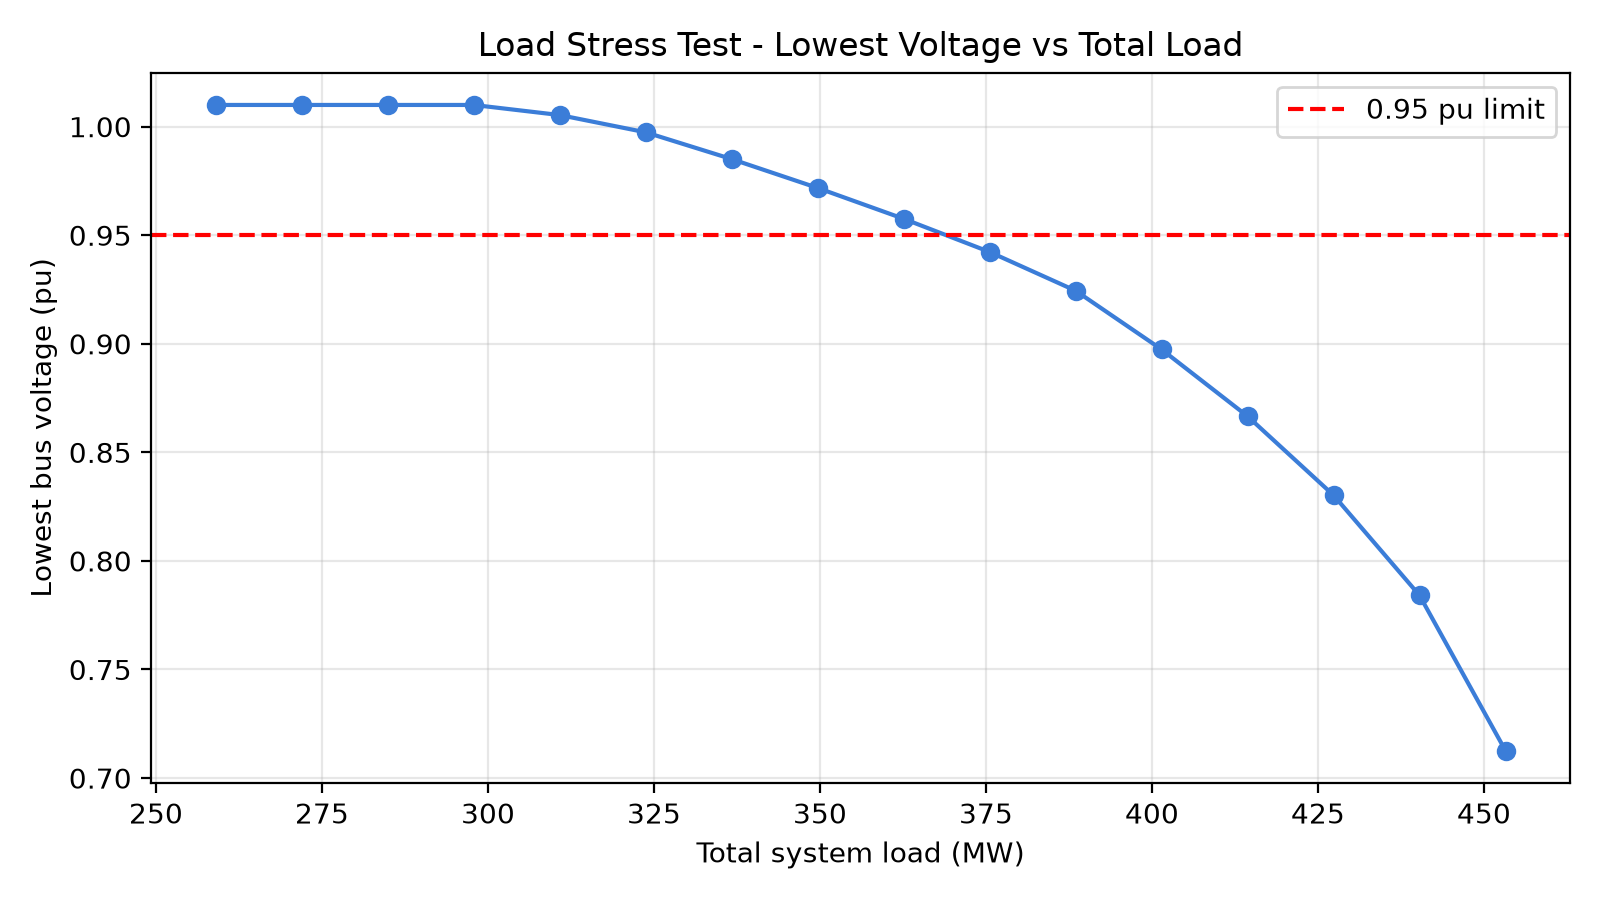 Load Stress Test - Lowest Voltage vs Total Load
0.95 pu limit
Lowest bus voltage (pu)
1.00
0.95
0.90
0.85
0.80
0.75
0.70
250 275 300 325 350 375 400 425 450
Total system load (MW)